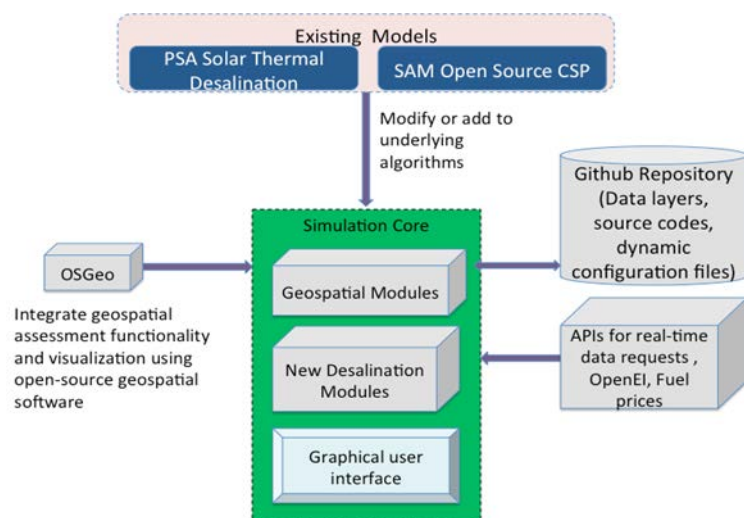 Existing Models
PSA Solar Thermal
Desalination
SAM Open Source CSP
Modify or add to
underlying
algorithms
Github Repository
(Data layers,
source codes,
dynamic
configuration files)
Simulation Core
OSGeo
Geospatial Modules
Integrate geospatial
assessment functionality
and visualization using
open-source geospatial
software
APIs for real-time
data requests ,
OpenEI, Fuel
prices
New Desalination
Modules
Graphical user
interface